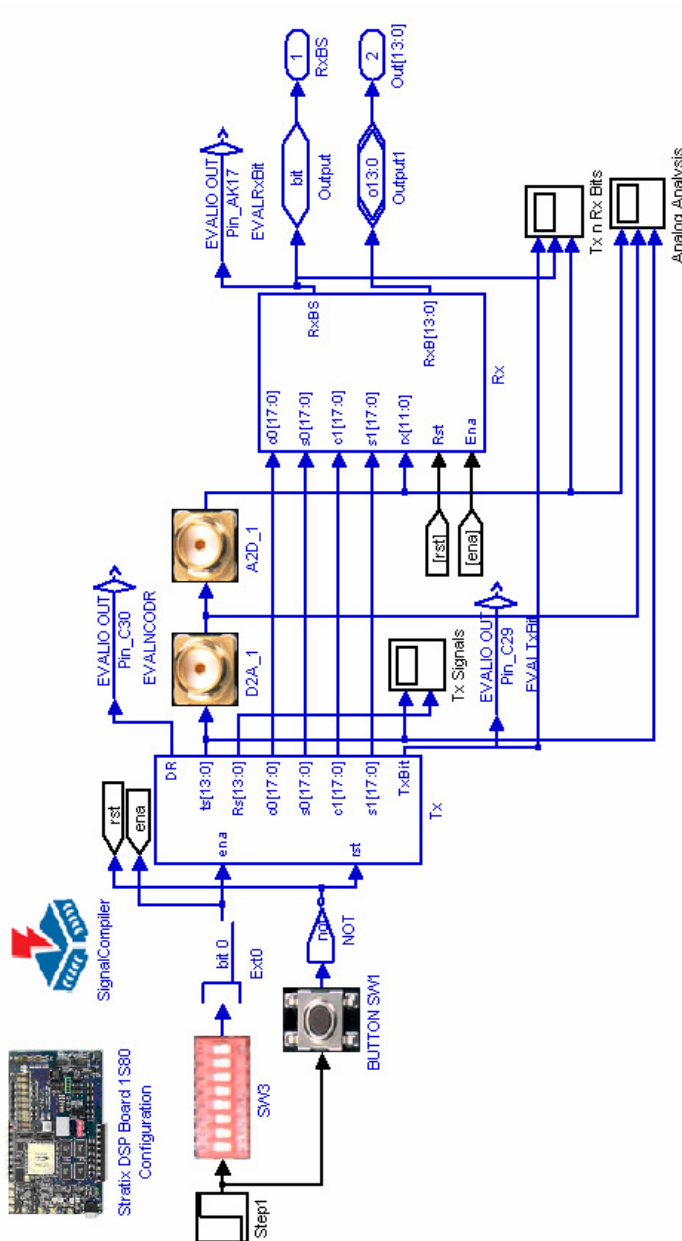 Stratix DSP Board 1S80
Configuration
SignalCompiler
Step1
SW3
BUTTON SW1
bit 0
Ext0
not
NOT
rst
ena
ena
rst
DR
ts[13:0]
Rs[13:0]
c0[17:0]
s0[17:0]
c1[17:0]
s1[17:0]
TxBit
Tx
EVALIO OUT
Pin_C30
EVALNCODR
D2A_1
A2D_1
Tx Signals
EVALIO OUT
Pin_C29
EVALTxBit
[rst]
[ena]
c0[17:0]
s0[17:0]
c1[17:0]
s1[17:0]
rx[11:0]
Rst
Ena
RxBS
RxB[13:0]
Rx
EVALIO OUT
Pin_AK17
EVALRxBit
bit
Output
o13:0
Output1
1
RxBS
2
Out[13:0]
Tx n Rx Bits
Analog Analysis